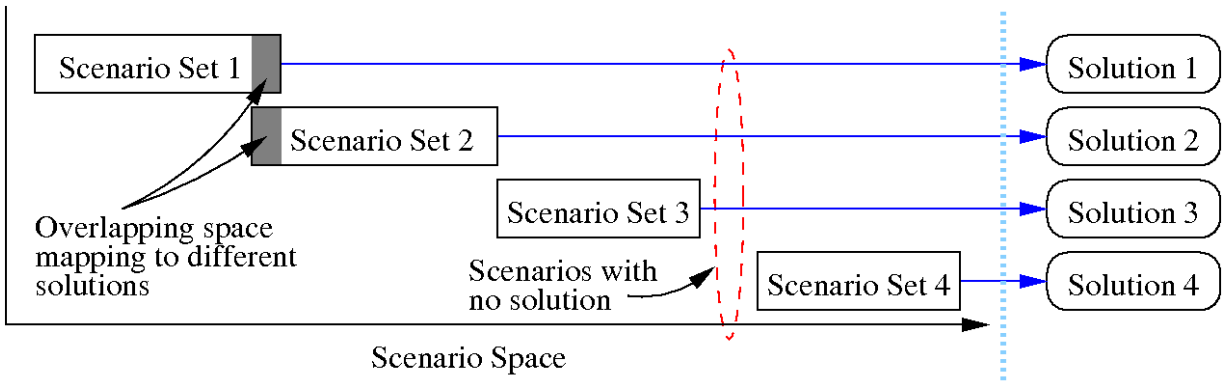 Scenario Set 1
Solution 1
Scenario Set 2
Solution 2
Scenario Set 3
Solution 3
Overlapping space
mapping to different
solutions
Scenarios with
no solution
Scenario Set 4
Solution 4
Scenario Space